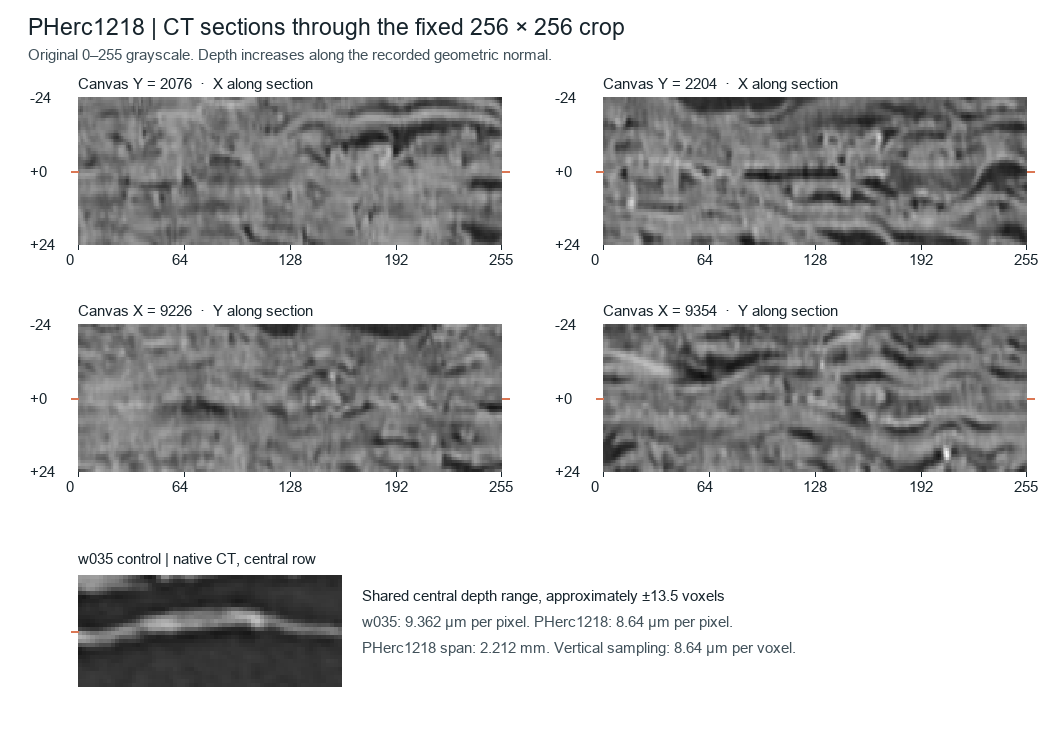 PHerc1218 | CT sections through the fixed 256 × 256 crop
Original 0–255 grayscale. Depth increases along the recorded geometric normal.
Canvas Y = 2076 · X along section
-24
+0
+24
0 64 128 192 255
Canvas Y = 2204 · X along section
-24
+0
+24
0 64 128 192 255
Canvas X = 9226 · Y along section
-24
+0
+24
0 64 128 192 255
Canvas X = 9354 · Y along section
-24
+0
+24
0 64 128 192 255
w035 control | native CT, central row
Shared central depth range, approximately ±13.5 voxels
w035: 9.362 µm per pixel. PHerc1218: 8.64 µm per pixel.
PHerc1218 span: 2.212 mm. Vertical sampling: 8.64 µm per voxel.